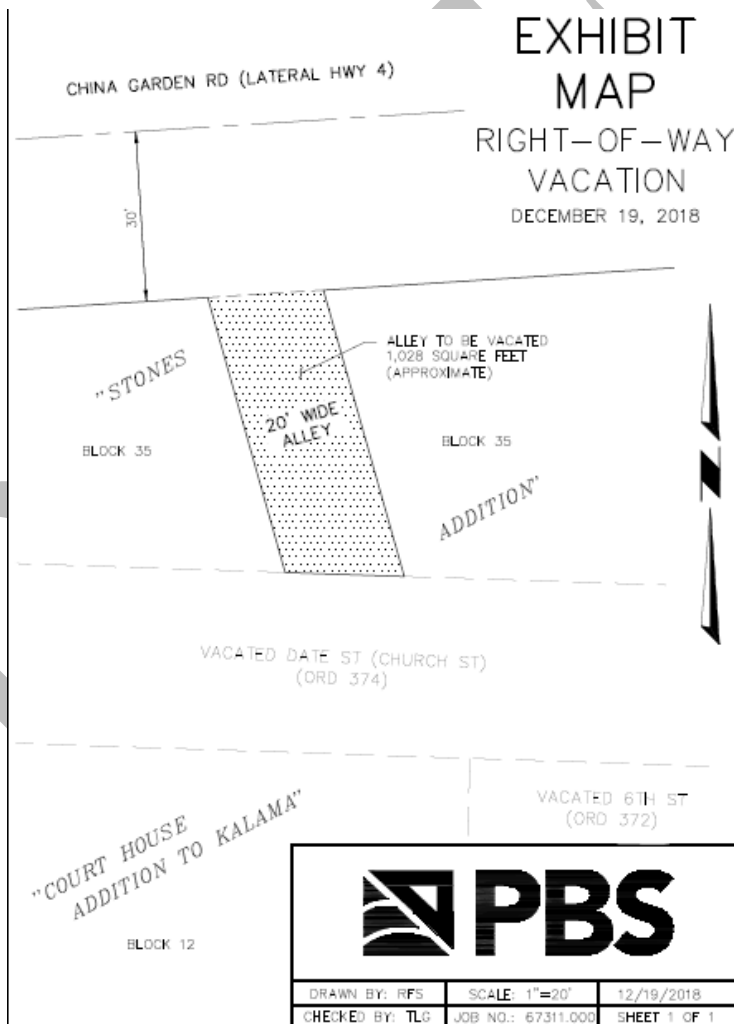 EXHIBIT
MAP
RIGHT-OF-WAY
VACATION
DECEMBER 19, 2018
CHINA GARDEN RD (LATERAL HWY 4)
30'
ALLEY TO BE VACATED
1,028 SQUARE FEET
(APPROXIMATE)
"STONES
20' WIDE
ALLEY
BLOCK 35
BLOCK 35
ADDITION"
N
VACATED DATE ST (CHURCH ST)
(ORD 374)
VACATED 6TH ST
(ORD 372)
"COURT HOUSE
ADDITION TO KALAMA"
BLOCK 12
PBS
DRAWN BY: RFS
SCALE: 1"=20'
12/19/2018
CHECKED BY: TLG
JOB NO.: 67311.000
SHEET 1 OF 1